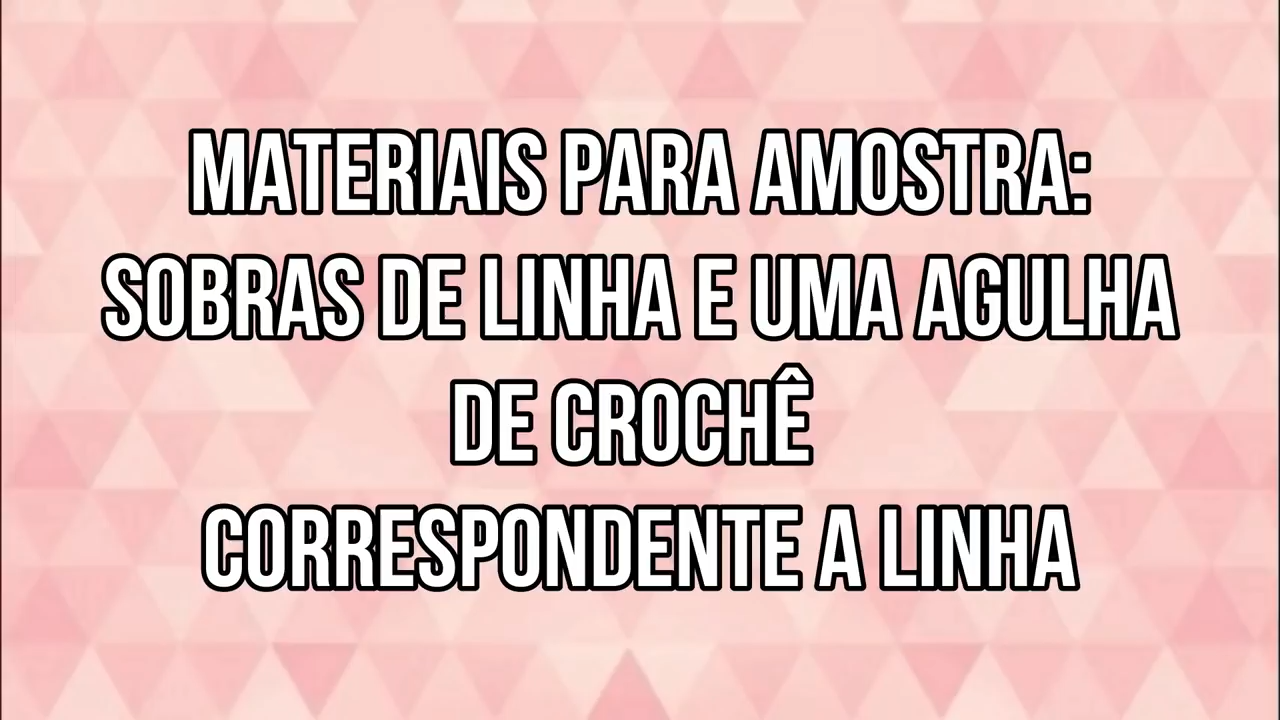 MATERIAIS PARA AMOSTRA:
SOBRAS DE LINHA E UMA AGULHA
DE CROCHÊ
CORRESPONDENTE A LINHA